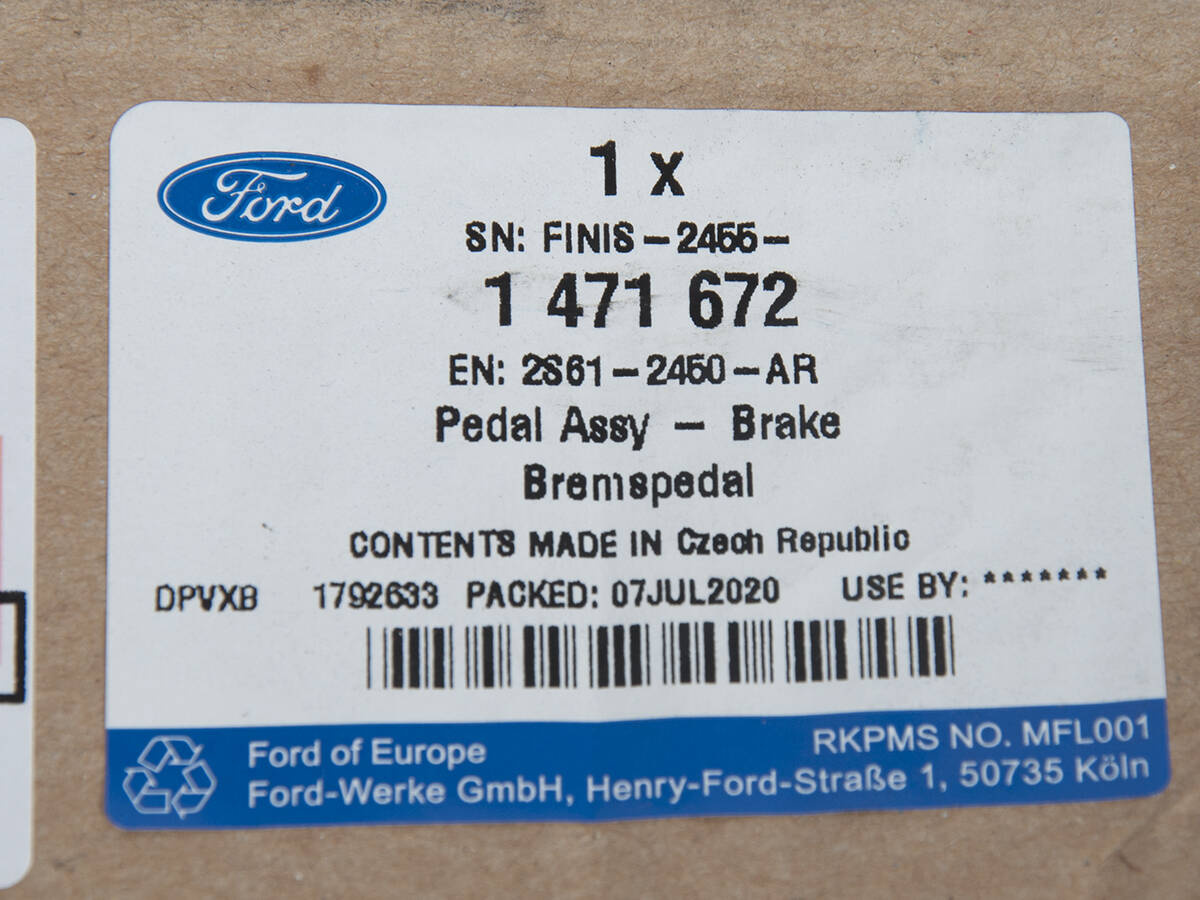 Ford
1 x
SN: FINIS-2455-
1 471 672
EN: 2S61-2450-AR
Pedal Assy - Brake
Bremspedal
CONTENTS MADE IN Czech Republic
DPVXB 1792633 PACKED: 07JUL2020 USE BY: *******
RKPMS NO. MFL001
Ford of Europe
Ford-Werke GmbH, Henry-Ford-Straße 1, 50735 Köln